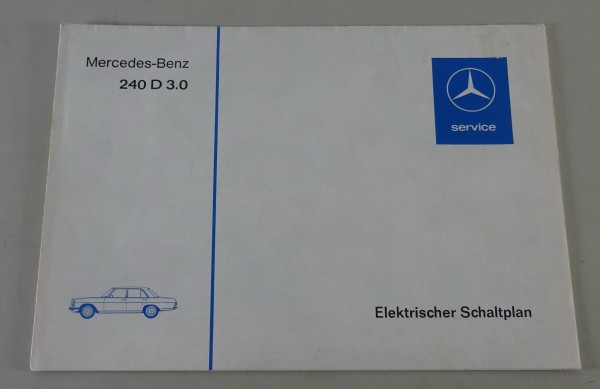 Mercedes-Benz
240 D 3.0
service
Elektrischer Schaltplan